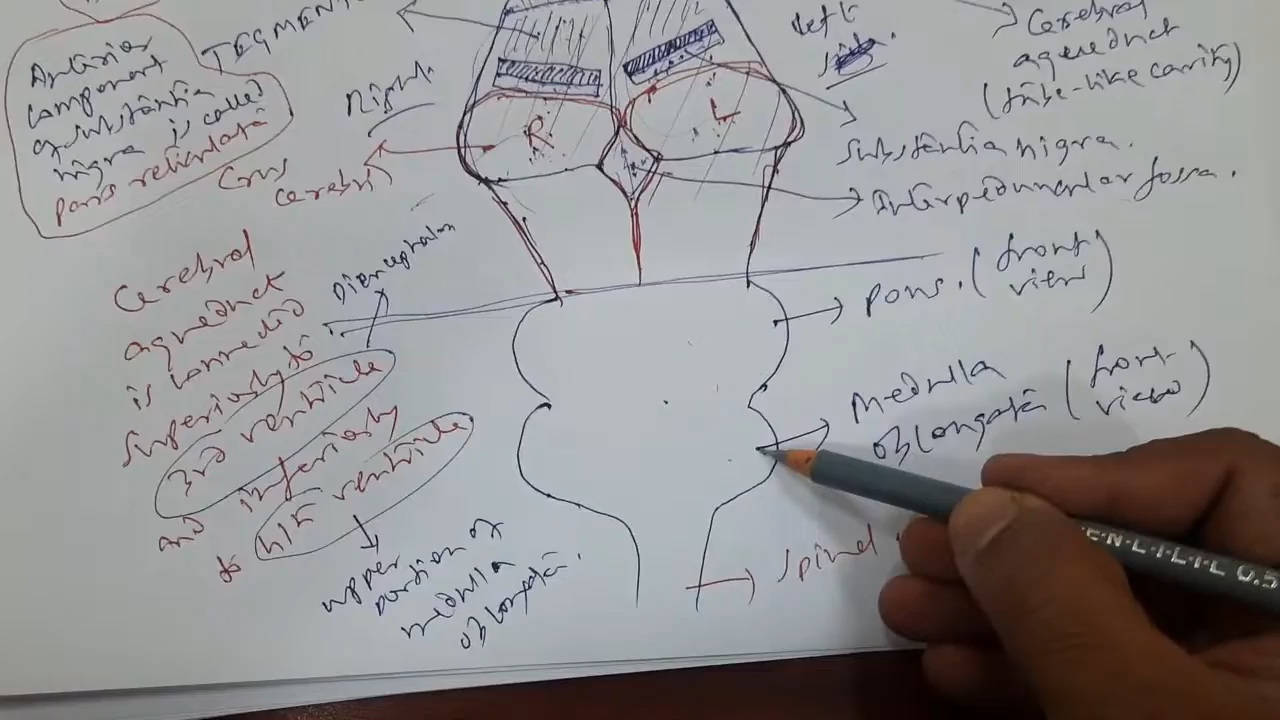 Anterior
component
of substantia
nigra is called
pars reticulata
TEGMENT
Right
R
L
left
side
Crus
Cerebri
Cerebral
aqueduct
(tube-like cavity)
Substantia nigra.
Interpeduncular fossa.
Diencephalon
Cerebral
aqueduct
is connected
superiorly to
3rd ventricle
and inferiorly
to 4th ventricle
upper
portion of
medulla
oblongata.
pons. (front
view)
Medulla
oblongata (front
view)
Spinal